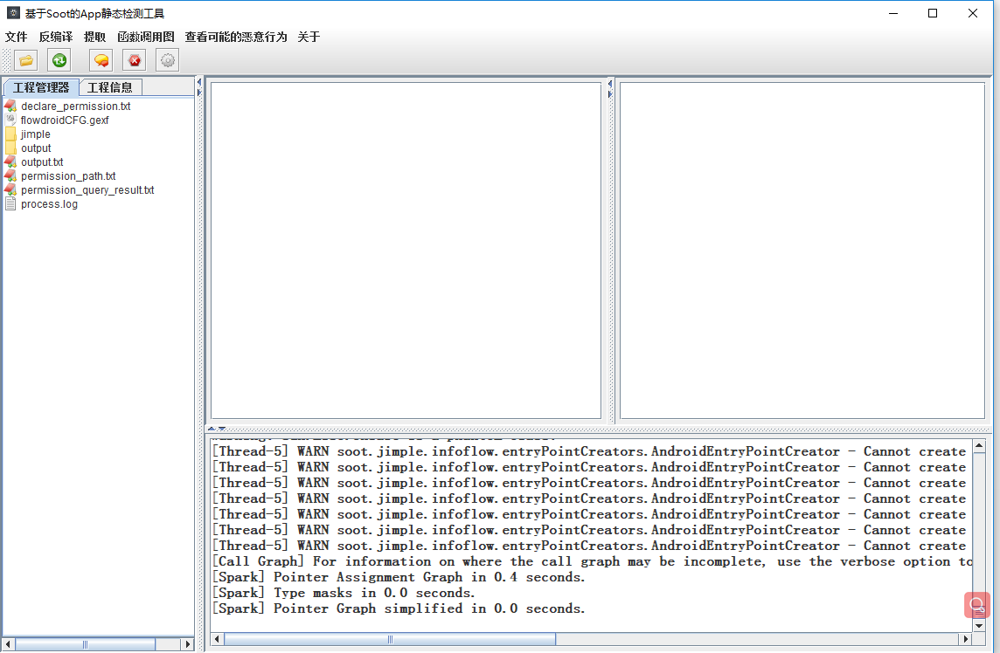 基于Soot的App静态检测工具
文件 反编译 提取 函数调用图 查看可能的恶意行为 关于
工程管理器 工程信息
declare_permission.txt
flowdroidCFG.gexf
jimple
output
output.txt
permission_path.txt
permission_query_result.txt
process.log
[Thread-5] WARN soot.jimple.infoflow.entryPointCreators.AndroidEntryPointCreator - Cannot create
[Thread-5] WARN soot.jimple.infoflow.entryPointCreators.AndroidEntryPointCreator - Cannot create
[Thread-5] WARN soot.jimple.infoflow.entryPointCreators.AndroidEntryPointCreator - Cannot create
[Thread-5] WARN soot.jimple.infoflow.entryPointCreators.AndroidEntryPointCreator - Cannot create
[Thread-5] WARN soot.jimple.infoflow.entryPointCreators.AndroidEntryPointCreator - Cannot create
[Thread-5] WARN soot.jimple.infoflow.entryPointCreators.AndroidEntryPointCreator - Cannot create
[Thread-5] WARN soot.jimple.infoflow.entryPointCreators.AndroidEntryPointCreator - Cannot create
[Call Graph] For information on where the call graph may be incomplete, use the verbose option to
[Spark] Pointer Assignment Graph in 0.4 seconds.
[Spark] Type masks in 0.0 seconds.
[Spark] Pointer Graph simplified in 0.0 seconds.